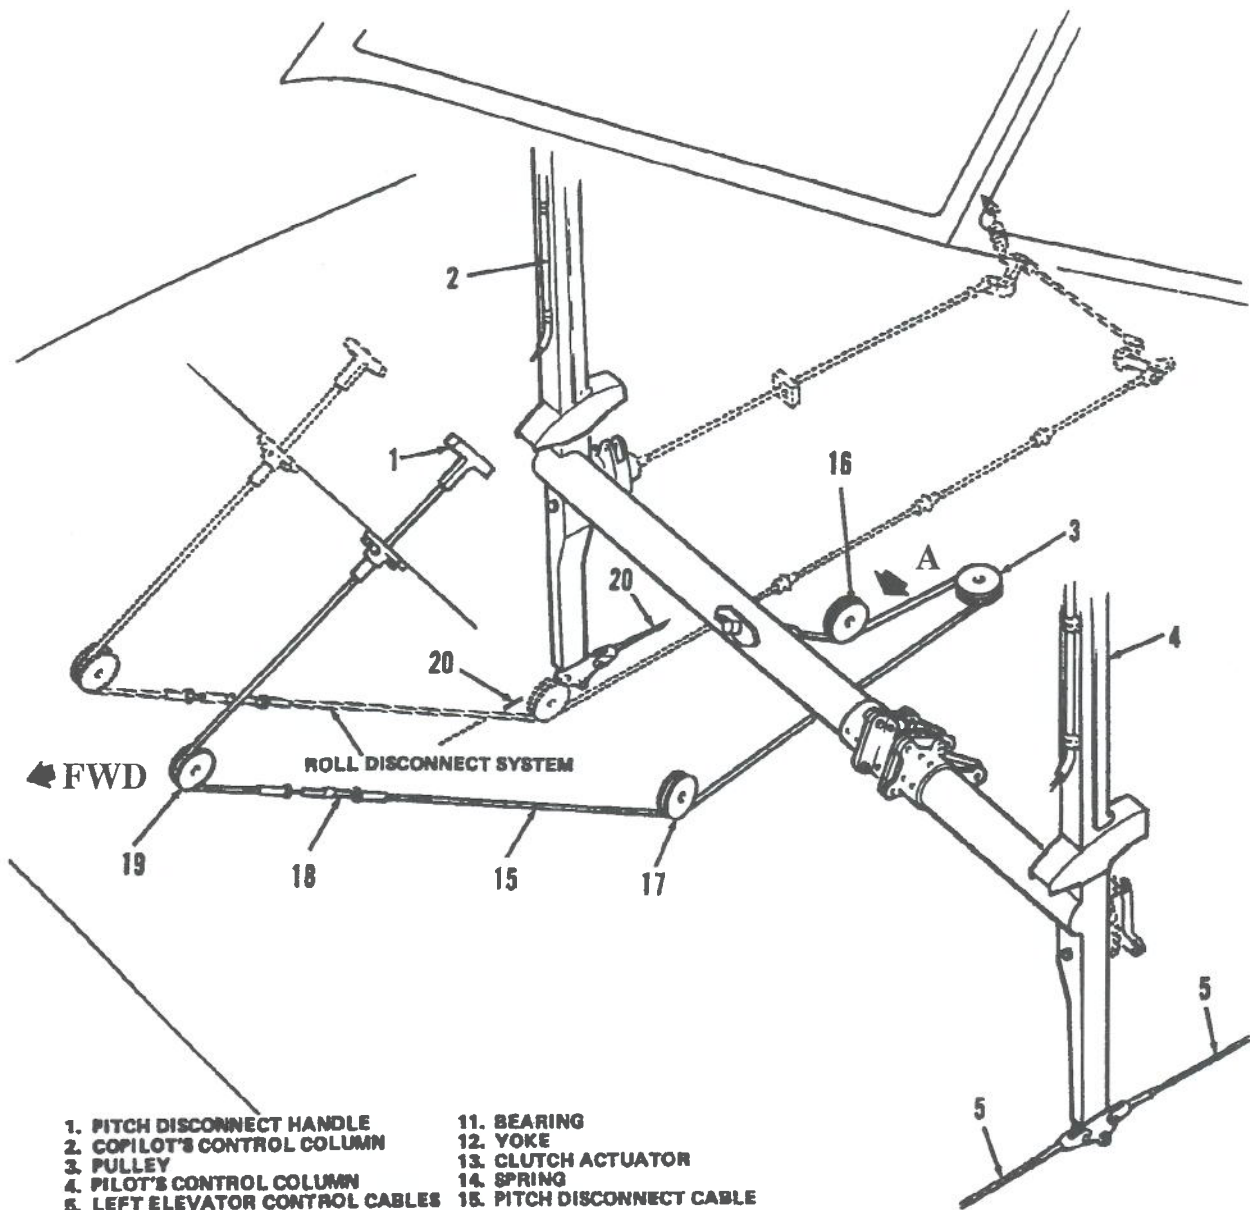 2
1
16
3
A
20
4
20
ROLL DISCONNECT SYSTEM
FWD
19
18
15
17
5
5
1. PITCH DISCONNECT HANDLE
2. COPILOT'S CONTROL COLUMN
3. PULLEY
4. PILOT'S CONTROL COLUMN
5. LEFT ELEVATOR CONTROL CABLES
11. BEARING
12. YOKE
13. CLUTCH ACTUATOR
14. SPRING
15. PITCH DISCONNECT CABLE